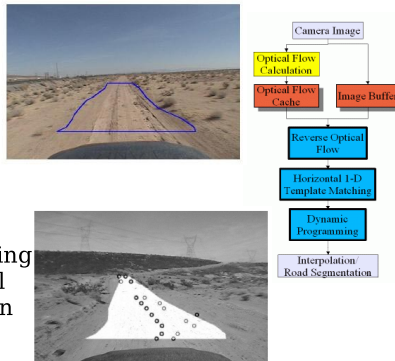 Camera Image
Optical Flow
Calculation
Optical Flow
Cache
Image Buffer
Reverse Optical
Flow
Horizontal 1-D
Template Matching
Dynamic
Programming
Interpolation/
Road Segmentation
ing
l
n